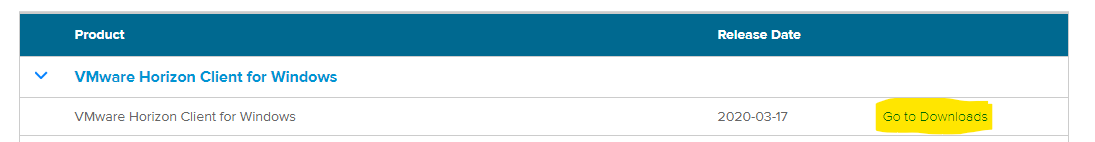 Product Release Date
VMware Horizon Client for Windows
VMware Horizon Client for Windows 2020-03-17 Go to Downloads